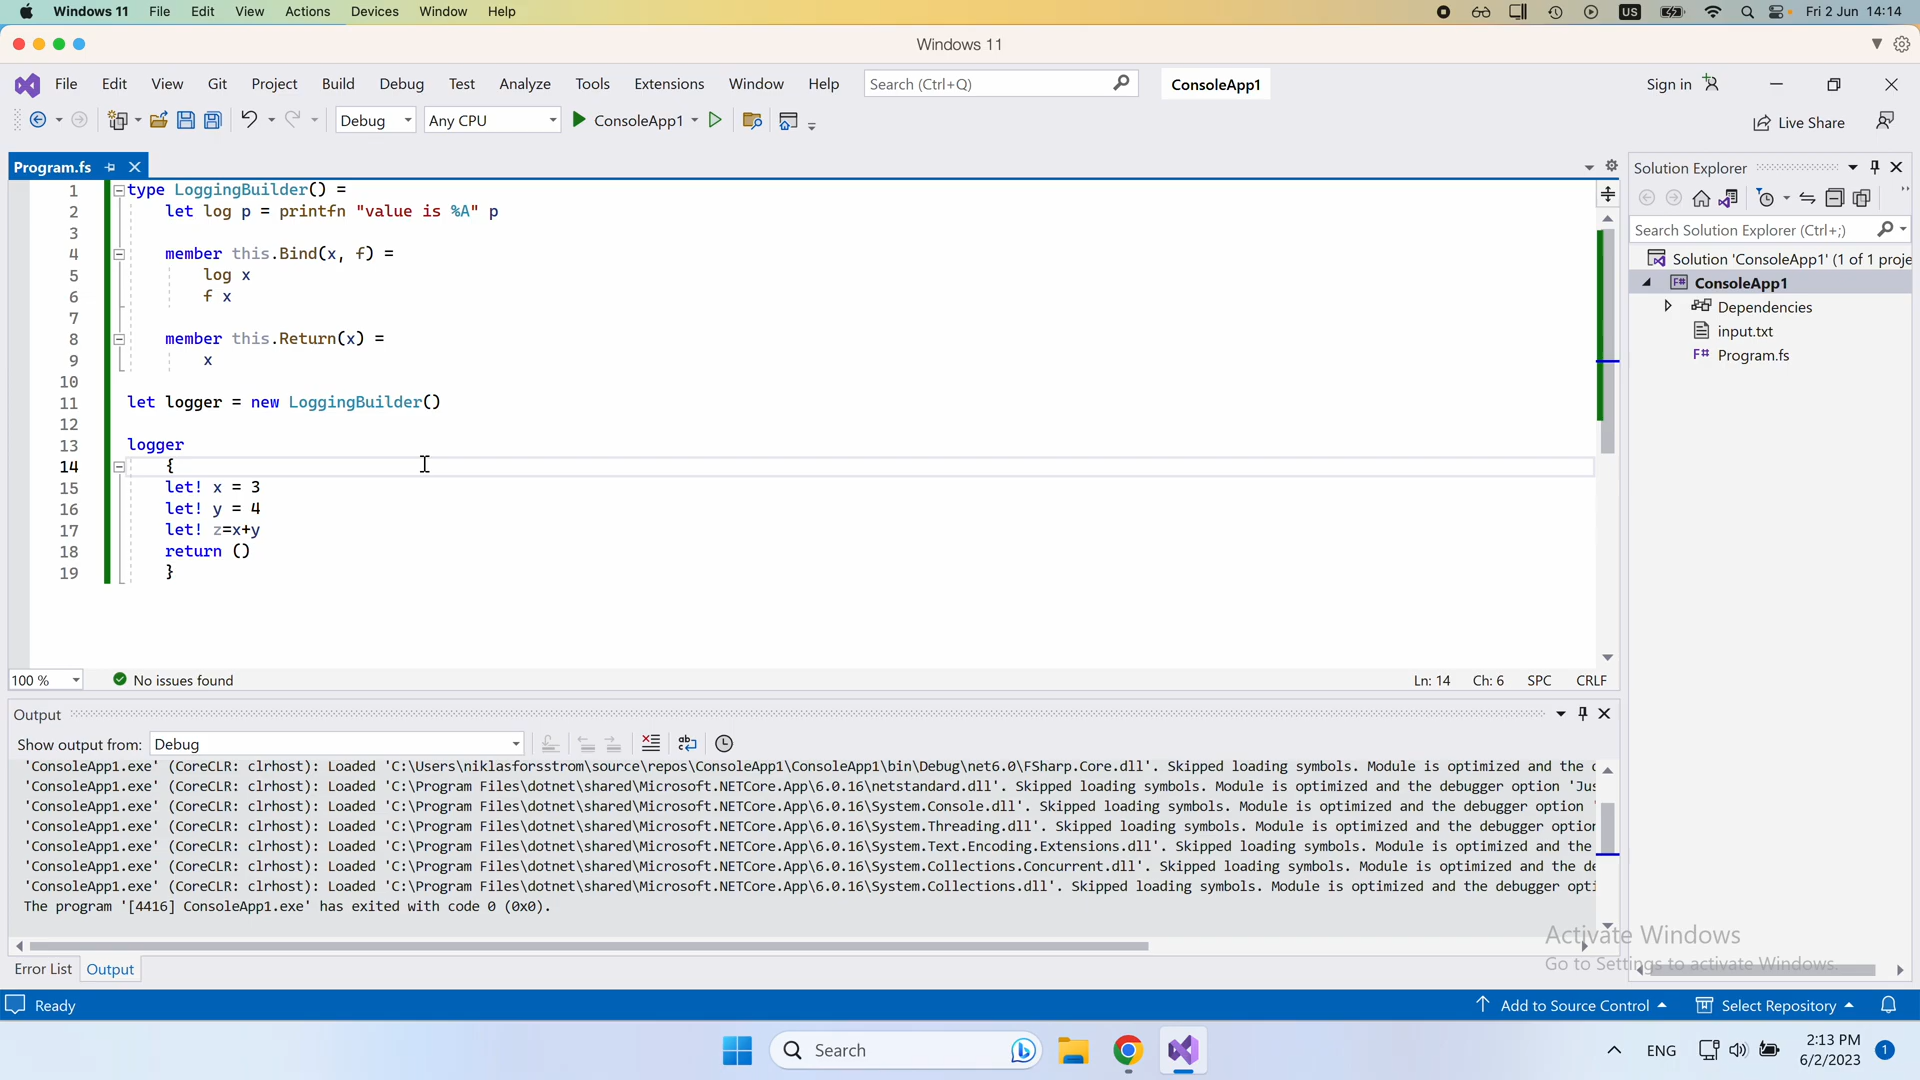 Windows 11 File Edit View Actions Devices Window Help US Fri 2 Jun 14:14
Windows 11
File Edit View Git Project Build Debug Test Analyze Tools Extensions Window Help Search (Ctrl+Q) ConsoleApp1 Sign in
Debug Any CPU ConsoleApp1 Live Share
Program.fs
1 type LoggingBuilder() =
2 let log p = printfn "value is %A" p
3
4 member this.Bind(x, f) =
5 log x
6 f x
7
8 member this.Return(x) =
9 x
10
11 let logger = new LoggingBuilder()
12
13 logger
14 {
15 let! x = 3
16 let! y = 4
17 let! z=x+y
18 return ()
19 }
100 % No issues found Ln: 14 Ch: 6 SPC CRLF
Solution Explorer
Search Solution Explorer (Ctrl+;)
Solution 'ConsoleApp1' (1 of 1 proje
F# ConsoleApp1
Dependencies
input.txt
F# Program.fs
Output
Show output from: Debug
'ConsoleApp1.exe' (CoreCLR: clrhost): Loaded 'C:\Users\niklasforsstrom\source\repos\ConsoleApp1\ConsoleApp1\bin\Debug\net6.0\FSharp.Core.dll'. Skipped loading symbols. Module is optimized and the c
'ConsoleApp1.exe' (CoreCLR: clrhost): Loaded 'C:\Program Files\dotnet\shared\Microsoft.NETCore.App\6.0.16\netstandard.dll'. Skipped loading symbols. Module is optimized and the debugger option 'Jus
'ConsoleApp1.exe' (CoreCLR: clrhost): Loaded 'C:\Program Files\dotnet\shared\Microsoft.NETCore.App\6.0.16\System.Console.dll'. Skipped loading symbols. Module is optimized and the debugger option '
'ConsoleApp1.exe' (CoreCLR: clrhost): Loaded 'C:\Program Files\dotnet\shared\Microsoft.NETCore.App\6.0.16\System.Threading.dll'. Skipped loading symbols. Module is optimized and the debugger option
'ConsoleApp1.exe' (CoreCLR: clrhost): Loaded 'C:\Program Files\dotnet\shared\Microsoft.NETCore.App\6.0.16\System.Text.Encoding.Extensions.dll'. Skipped loading symbols. Module is optimized and the
'ConsoleApp1.exe' (CoreCLR: clrhost): Loaded 'C:\Program Files\dotnet\shared\Microsoft.NETCore.App\6.0.16\System.Collections.Concurrent.dll'. Skipped loading symbols. Module is optimized and the de
'ConsoleApp1.exe' (CoreCLR: clrhost): Loaded 'C:\Program Files\dotnet\shared\Microsoft.NETCore.App\6.0.16\System.Collections.dll'. Skipped loading symbols. Module is optimized and the debugger opti
The program '[4416] ConsoleApp1.exe' has exited with code 0 (0x0).
Activate Windows
Go to Settings to activate Windows.
Error List Output
Ready Add to Source Control Select Repository
Search ENG 2:13 PM
6/2/2023 1